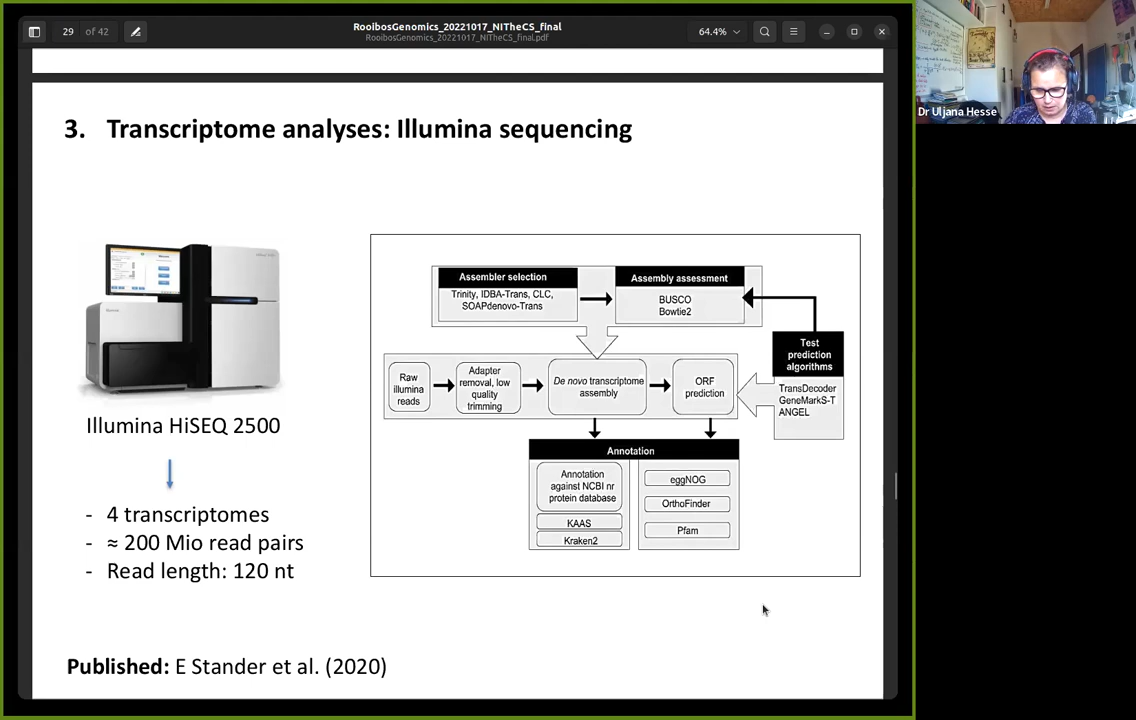 29 of 42
RooibosGenomics_20221017_NITheCS_final
RooibosGenomics_20221017_NITheCS_final.pdf
64.4%
Dr Uljana Hesse
3. Transcriptome analyses: Illumina sequencing
Illumina HiSEQ 2500
- 4 transcriptomes
- ≈ 200 Mio read pairs
- Read length: 120 nt
Assembler selection
Trinity, IDBA-Trans, CLC,
SOAPdenovo-Trans
Assembly assessment
BUSCO
Bowtie2
Test
prediction
algorithms
TransDecoder
GeneMarkS-T
ANGEL
Raw
illumina
reads
Adapter
removal, low
quality
trimming
De novo transcriptome
assembly
ORF
prediction
Annotation
Annotation
against NCBI nr
protein database
KAAS
Kraken2
eggNOG
OrthoFinder
Pfam
Published: E Stander et al. (2020)